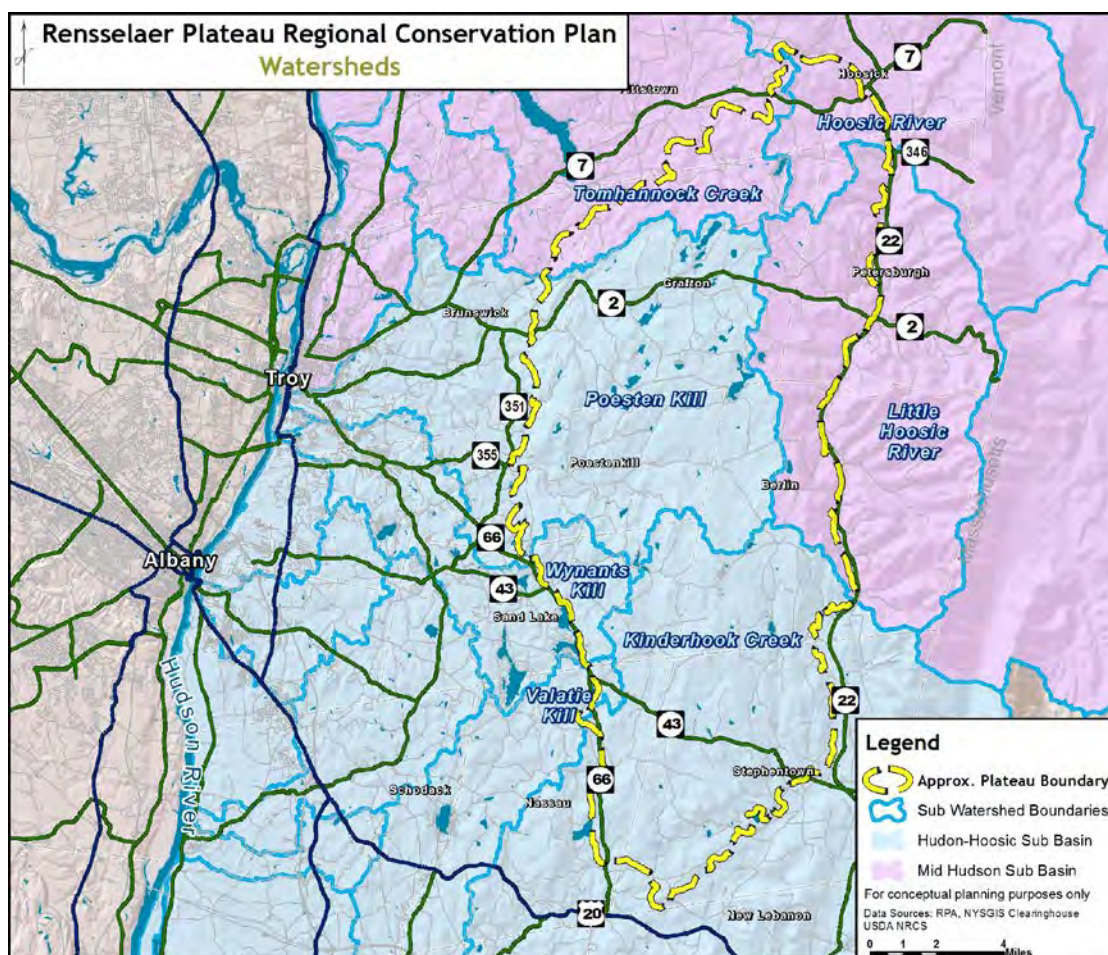 Rensselaer Plateau Regional Conservation Plan
Watersheds
7
Hoosick
Pittstown
Vermont
Hoosic River
346
7
Tomhannock Creek
22
Petersburgh
Grafton
2
Brunswick
2
Troy
351
Poesten Kill
Little
Hoosic
River
355
Poestenkill
Berlin
Massachusetts
66
Albany
Wynants
Kill
43
Sand Lake
Kinderhook Creek
Hudson River
Valatie
Kill
22
43
Stephentown
66
Schodack
Nassau
20
New Lebanon
Legend
Approx. Plateau Boundary
Sub Watershed Boundaries
Hudon-Hoosic Sub Basin
Mid Hudson Sub Basin
For conceptual planning purposes only
Data Sources: RPA, NYSGIS Clearinghouse
USDA NRCS
0 1 2 4
Miles